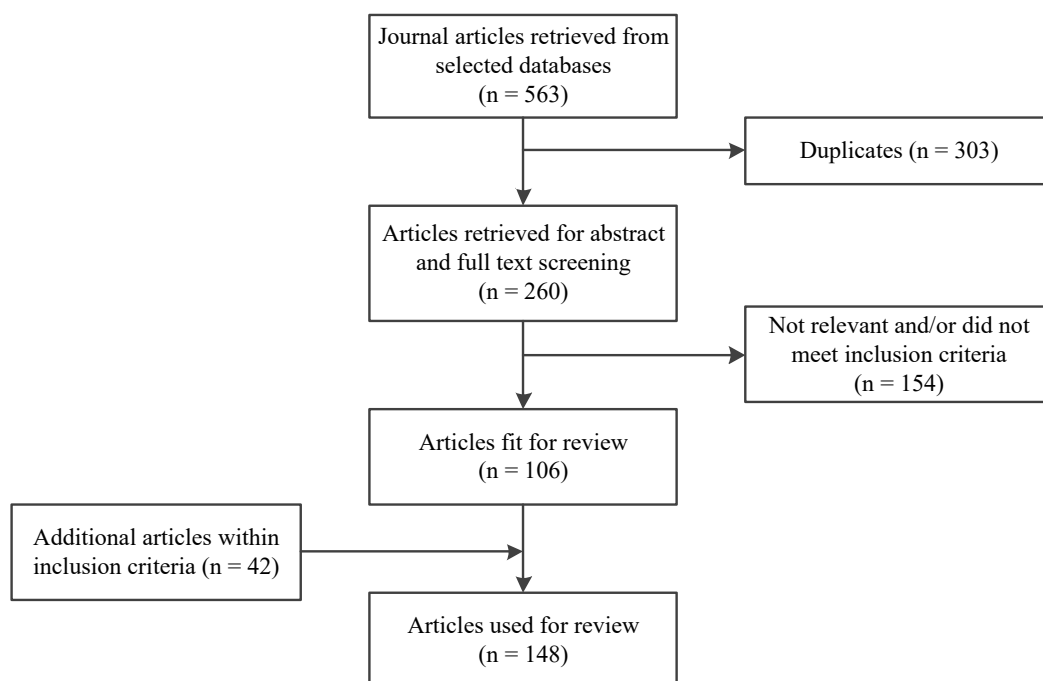 Journal articles retrieved from
selected databases
(n = 563)
Duplicates (n = 303)
Articles retrieved for abstract
and full text screening
(n = 260)
Not relevant and/or did not
meet inclusion criteria
(n = 154)
Articles fit for review
(n = 106)
Additional articles within
inclusion criteria (n = 42)
Articles used for review
(n = 148)